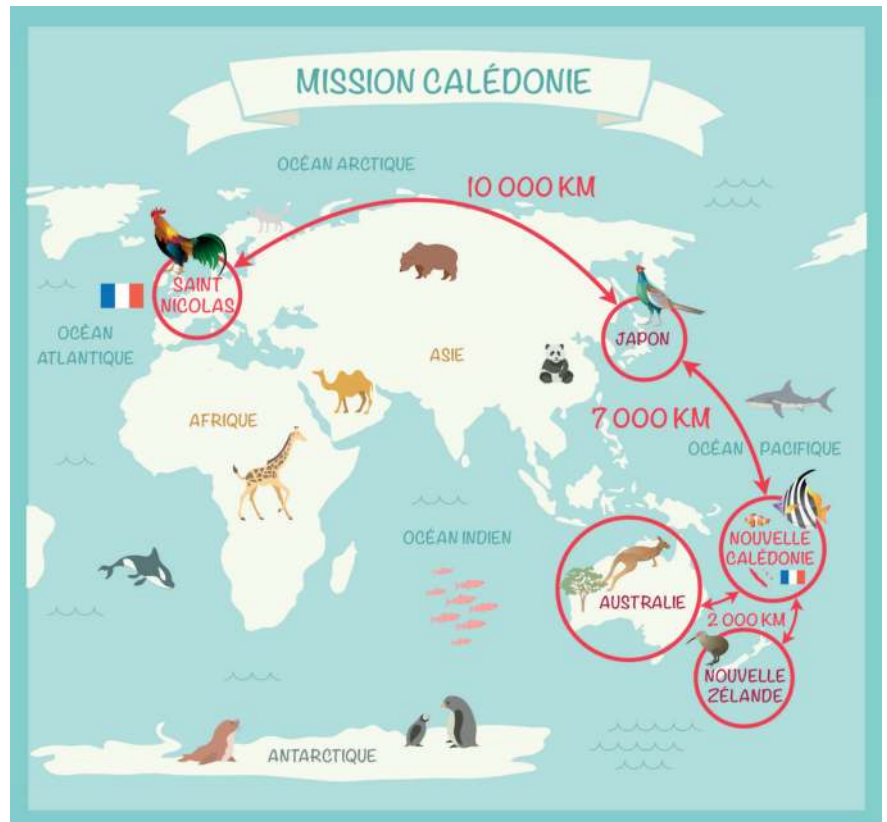 MISSION CALÉDONIE
OCÉAN ARCTIQUE
10 000 KM
SAINT
NICOLAS
OCÉAN
ATLANTIQUE
JAPON
ASIE
AFRIQUE
7 000 KM
OCÉAN PACIFIQUE
OCÉAN INDIEN
NOUVELLE
CALÉDONIE
AUSTRALIE
2 000 KM
NOUVELLE
ZÉLANDE
ANTARCTIQUE